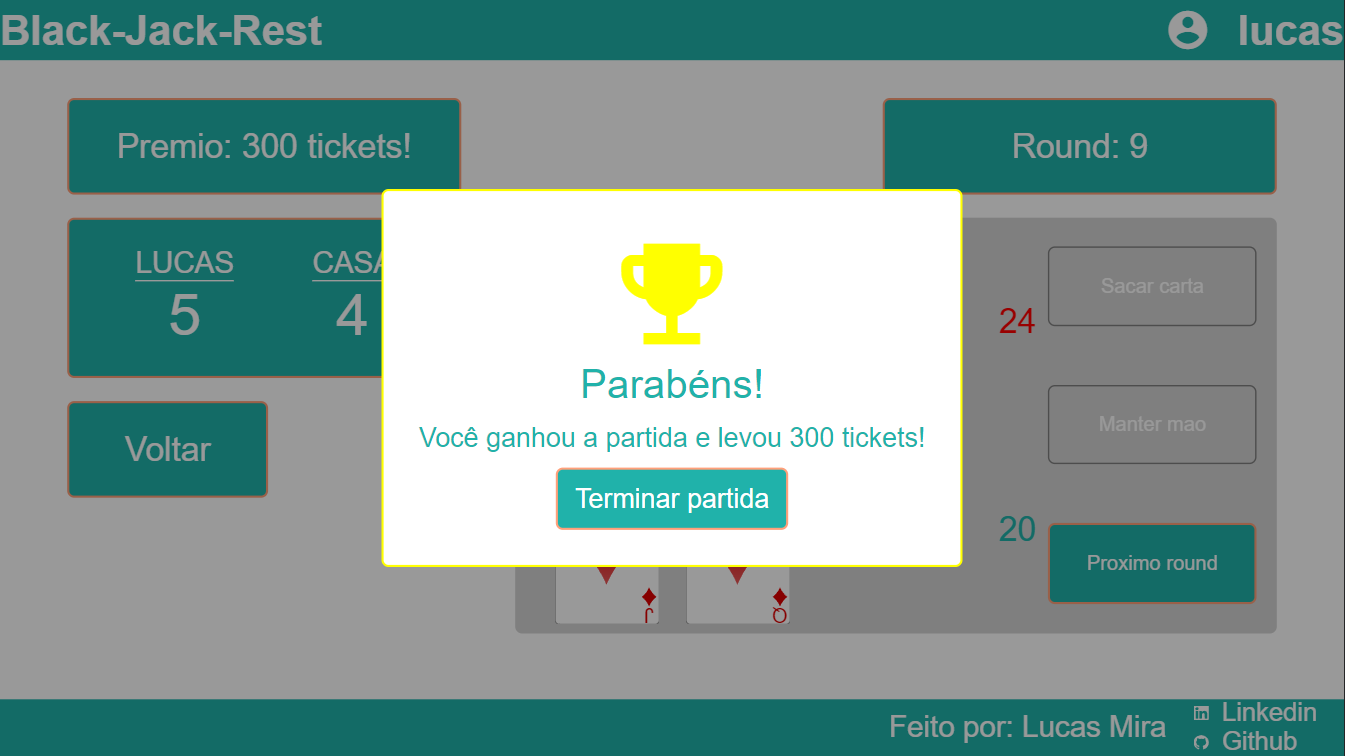 Black-Jack-Rest
lucas
Premio: 300 tickets!
Round: 9
LUCAS
CASA
5
4
Voltar
Parabéns!
Você ganhou a partida e levou 300 tickets!
Terminar partida
24
20
Sacar carta
Manter mao
Proximo round
J
Q
Feito por: Lucas Mira
Linkedin
Github